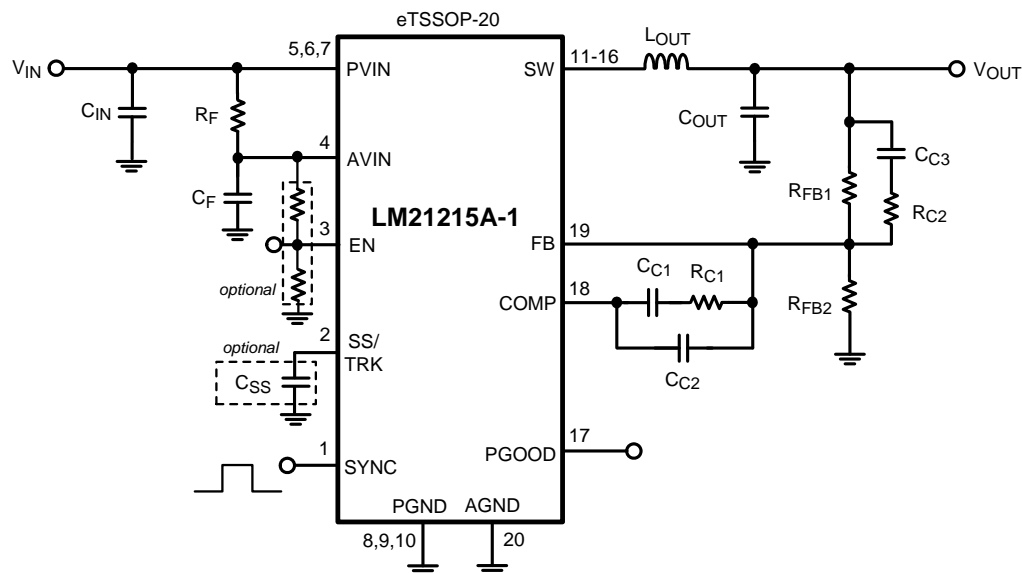 eTSSOP-20
5,6,7
PVIN
SW
11-16
LOUT
VIN
VOUT
CIN
RF
COUT
CC3
4
AVIN
RFB1
RC2
CF
LM21215A-1
3
EN
FB
19
optional
CC1
RC1
COMP
18
RFB2
2
SS/
TRK
optional
CSS
CC2
1
SYNC
PGOOD
17
PGND
AGND
8,9,10
20